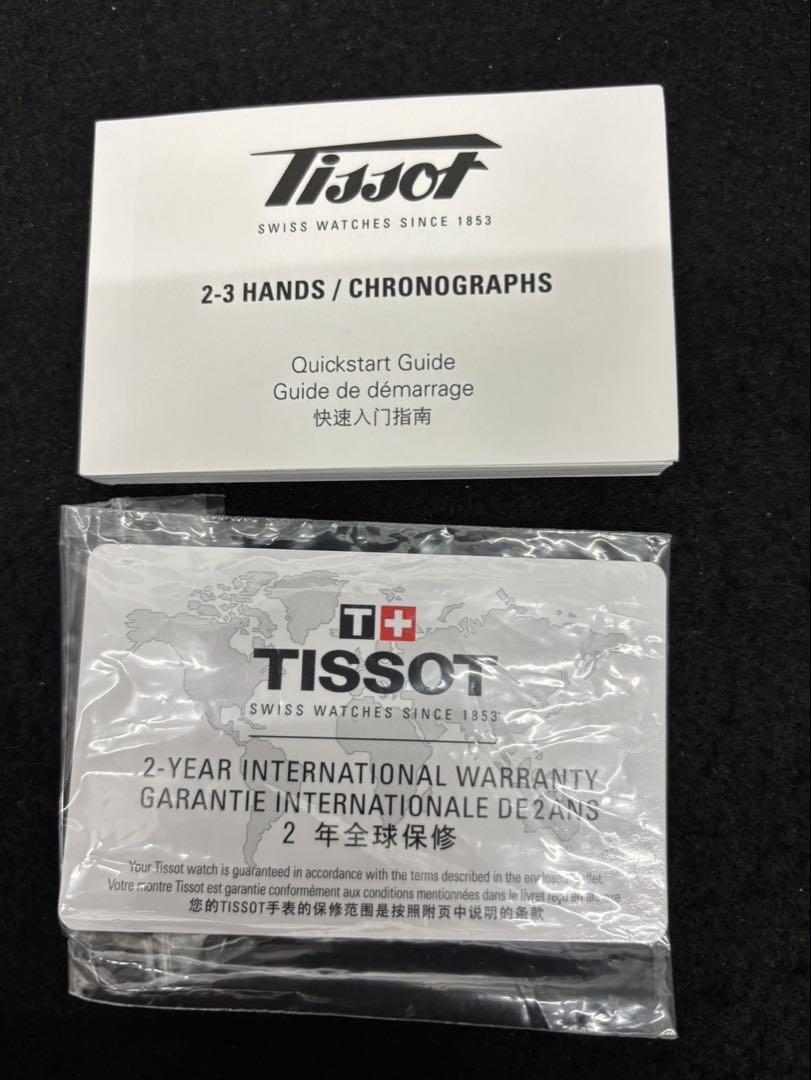 Tissot
SWISS WATCHES SINCE 1853
2-3 HANDS / CHRONOGRAPHS
Quickstart Guide
Guide de démarrage
快速入门指南
T+
TISSOT
SWISS WATCHES SINCE 1853
2-YEAR INTERNATIONAL WARRANTY
GARANTIE INTERNATIONALE DE 2 ANS
2 年全球保修
Your Tissot watch is guaranteed in accordance with the terms described in the enclosed leaflet.
Votre montre Tissot est garantie conformément aux conditions mentionnées dans le livret reçu en annexe.
您的TISSOT手表的保修范围是按照附页中说明的条款